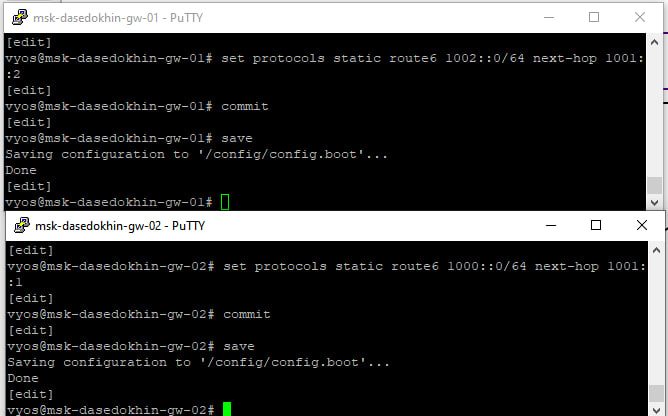 msk-dasedokhin-gw-01 - PuTTY
[edit]
vyos@msk-dasedokhin-gw-01# set protocols static route6 1002::0/64 next-hop 1001:
:2
[edit]
vyos@msk-dasedokhin-gw-01# commit
[edit]
vyos@msk-dasedokhin-gw-01# save
Saving configuration to '/config/config.boot'...
Done
[edit]
vyos@msk-dasedokhin-gw-01#
msk-dasedokhin-gw-02 - PuTTY
[edit]
vyos@msk-dasedokhin-gw-02# set protocols static route6 1000::0/64 next-hop 1001:
:1
[edit]
vyos@msk-dasedokhin-gw-02# commit
[edit]
vyos@msk-dasedokhin-gw-02# save
Saving configuration to '/config/config.boot'...
Done
[edit]
vyos@msk-dasedokhin-gw-02#